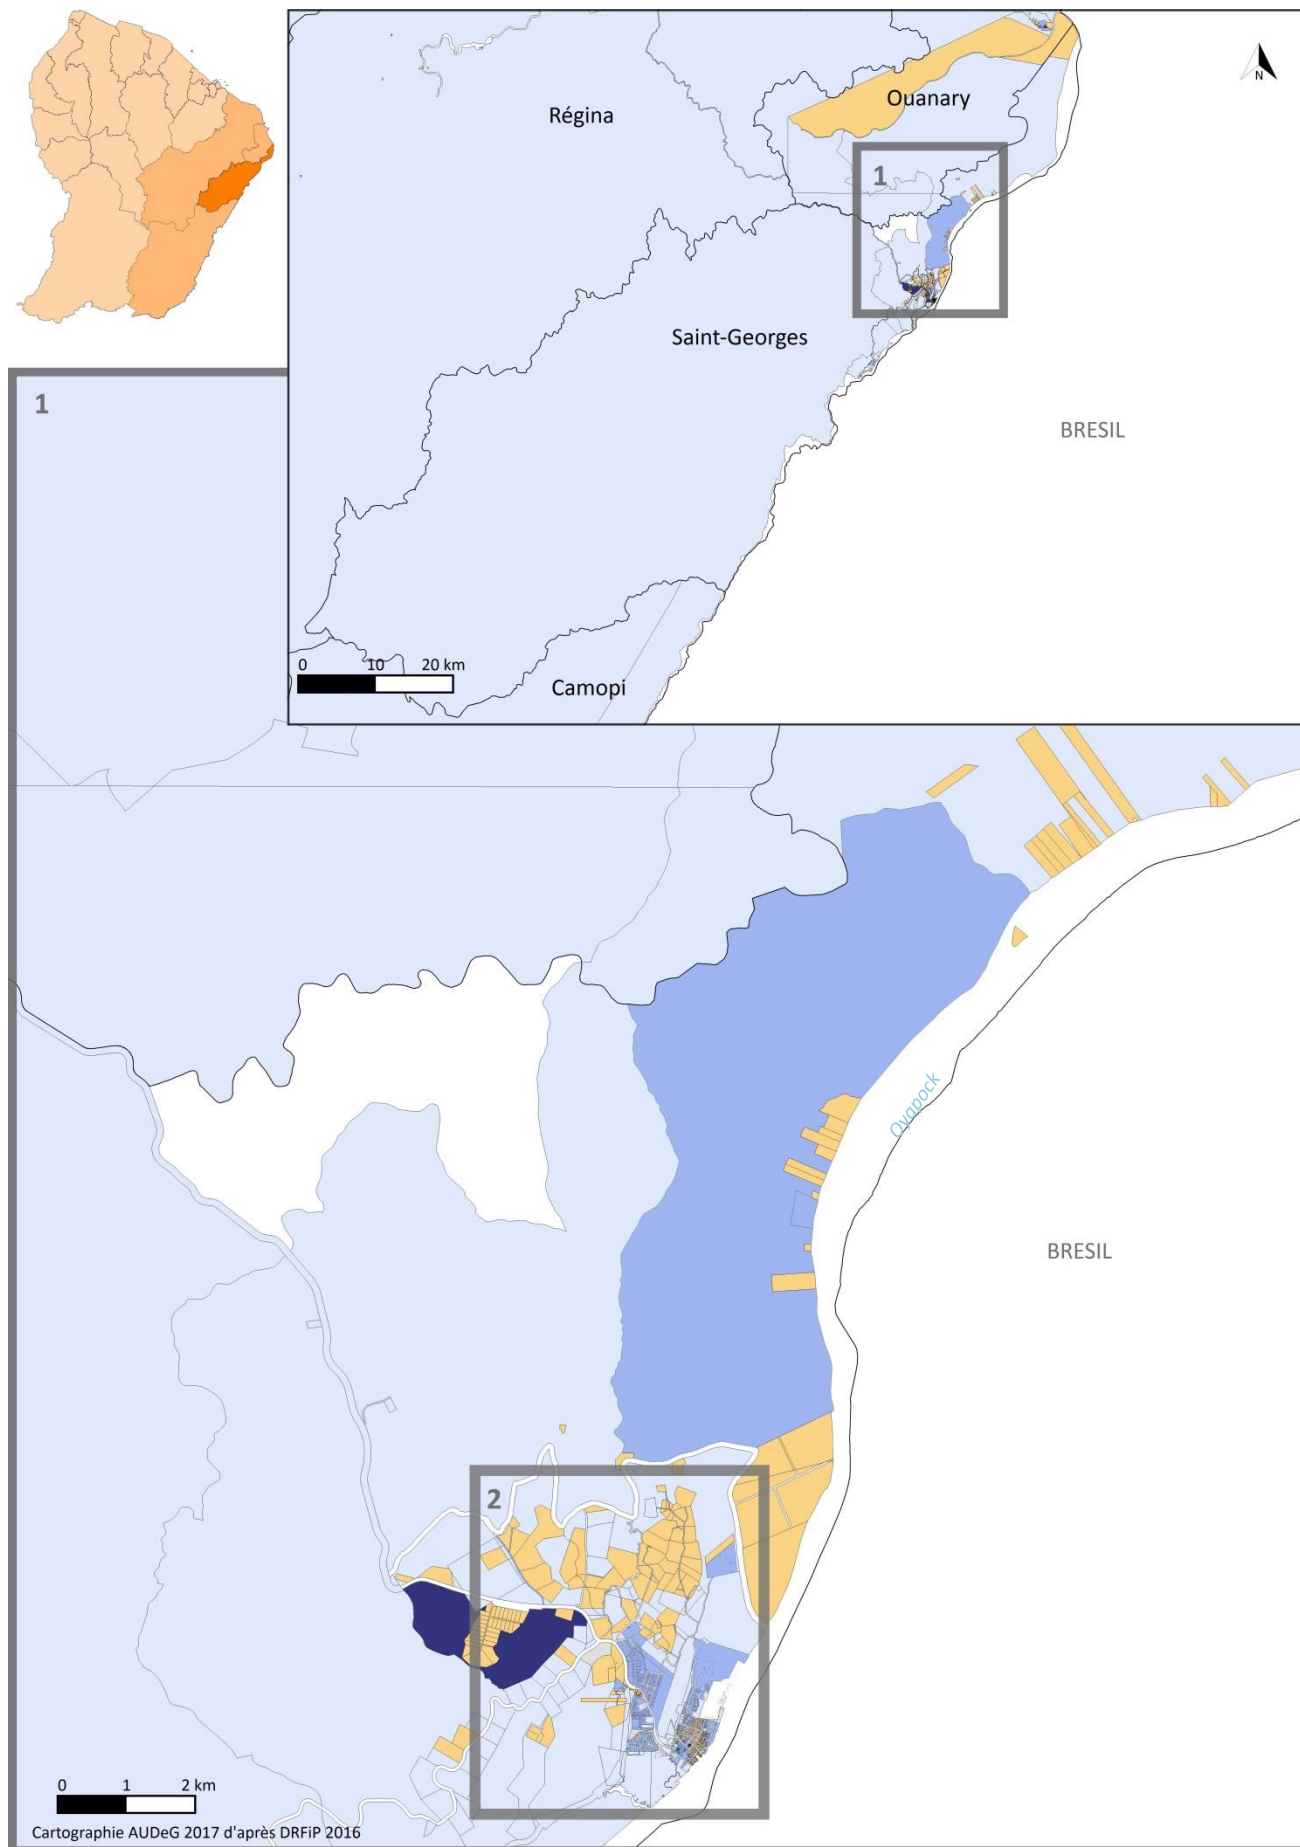 N
Régina
Ouanary
1
Saint-Georges
BRESIL
0 10 20 km
Camopi
1
Oyapock
BRESIL
2
0 1 2 km
Cartographie AUDeG 2017 d'après DRFiP 2016